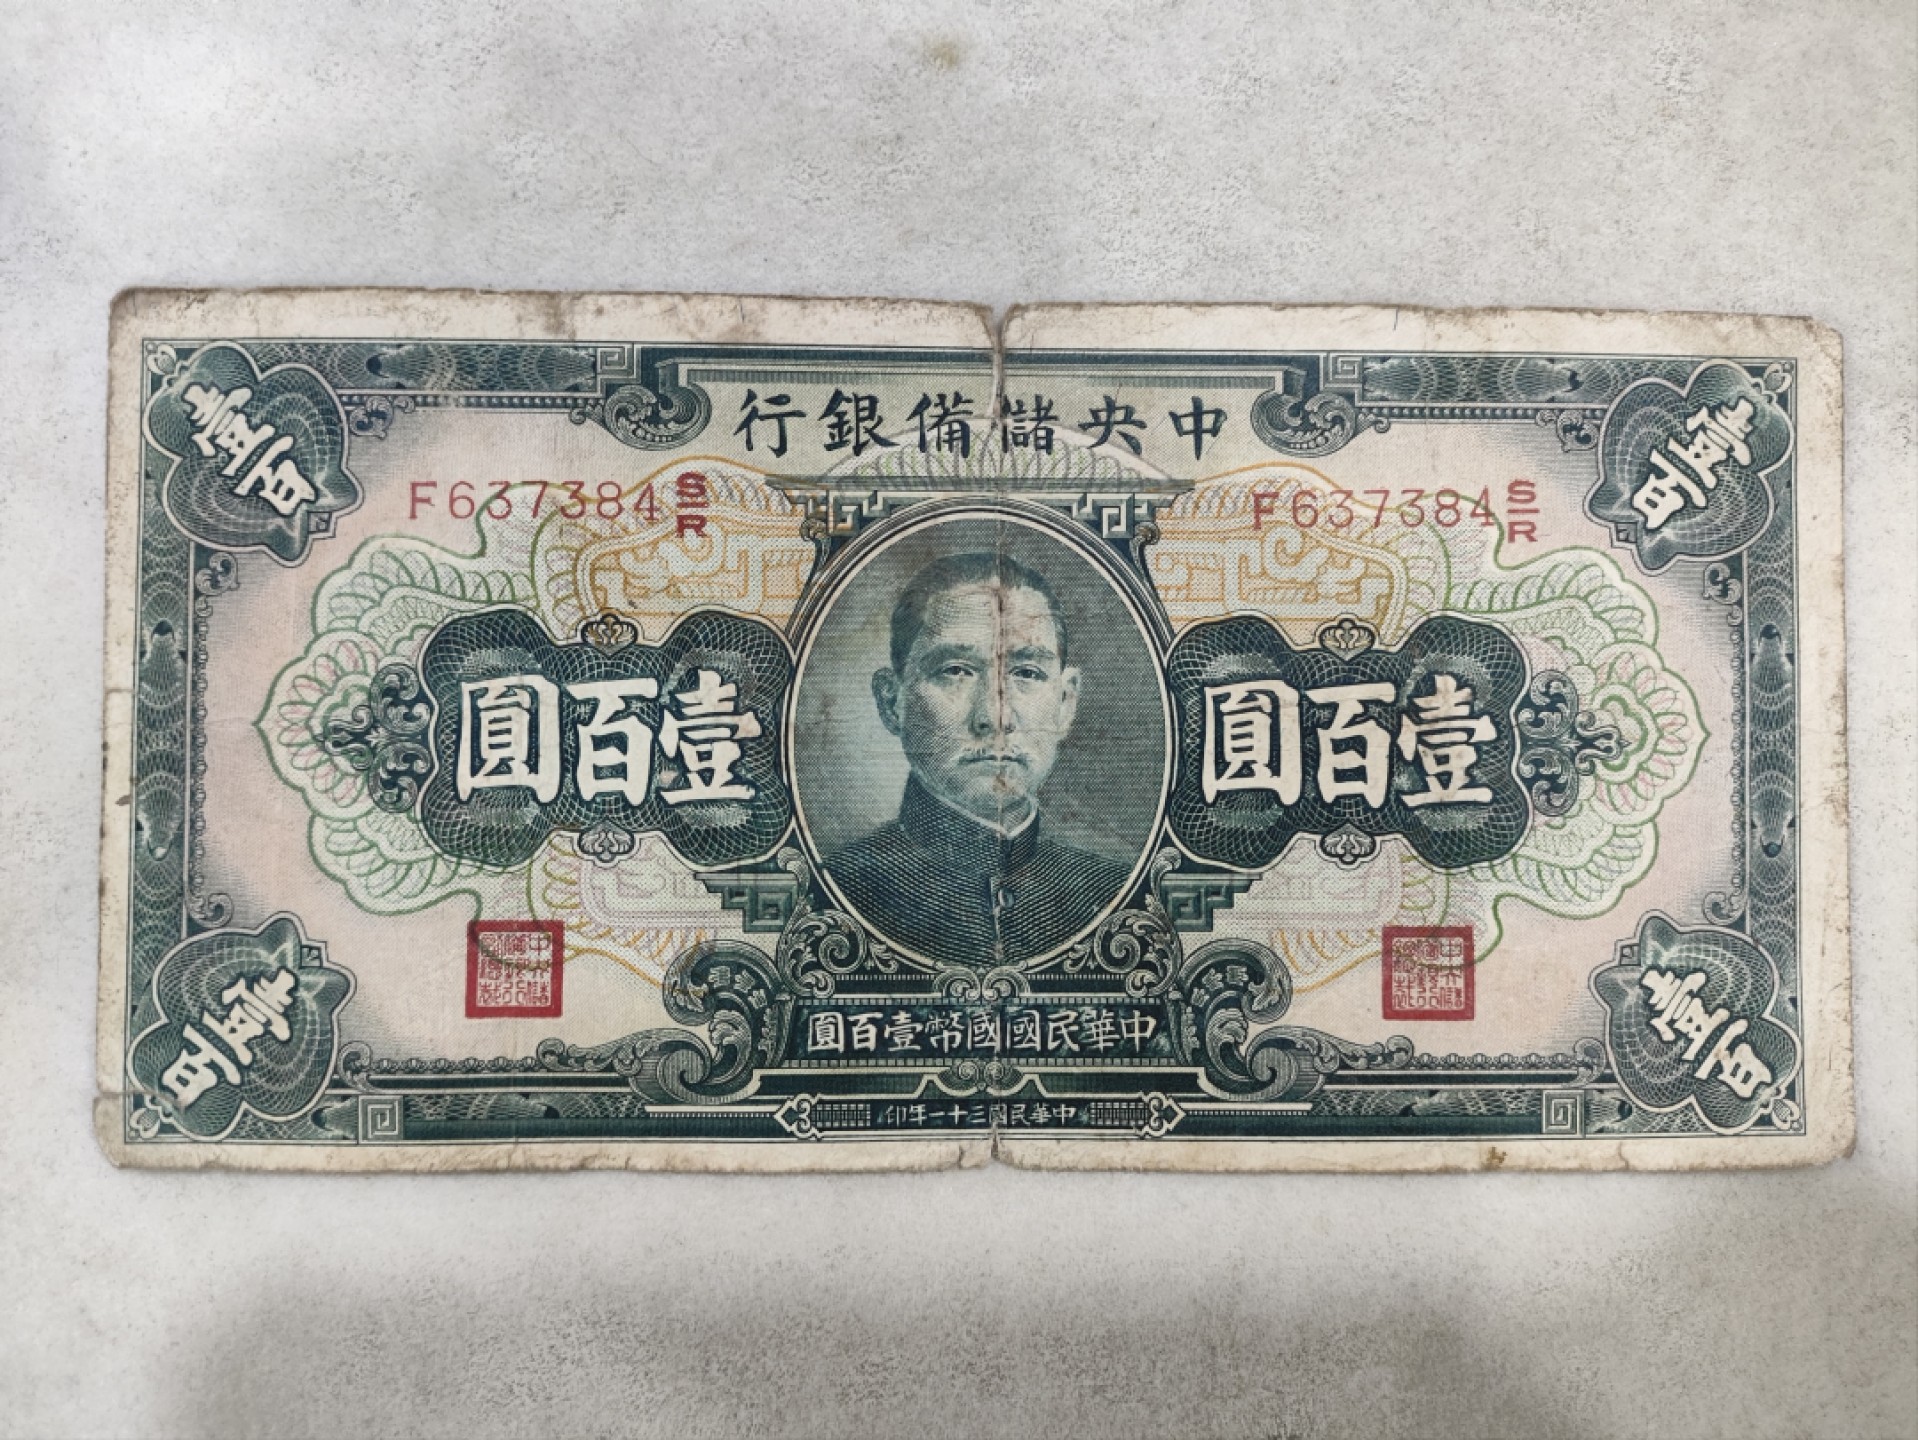 中央儲備銀行
F637384 S/R
F637384 S/R
壹百
壹百
壹百圓
壹百圓
中華民國國幣壹百圓
壹百
壹百
中華民國三十一年印